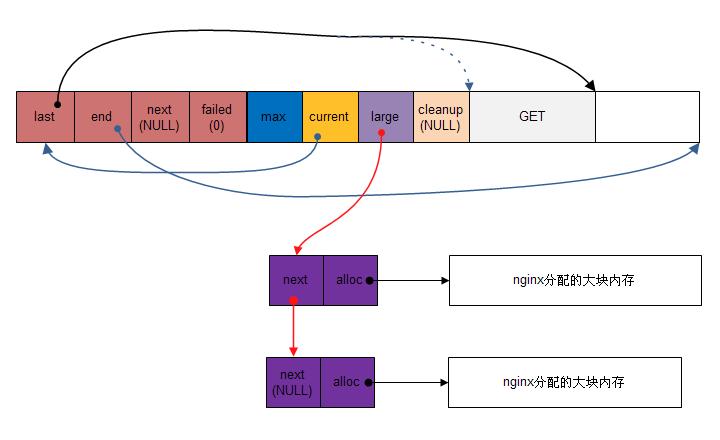 last
end
next
(NULL)
failed
(0)
max
current
large
cleanup
(NULL)
GET
next
alloc
nginx分配的大块内存
next
(NULL)
alloc
nginx分配的大块内存